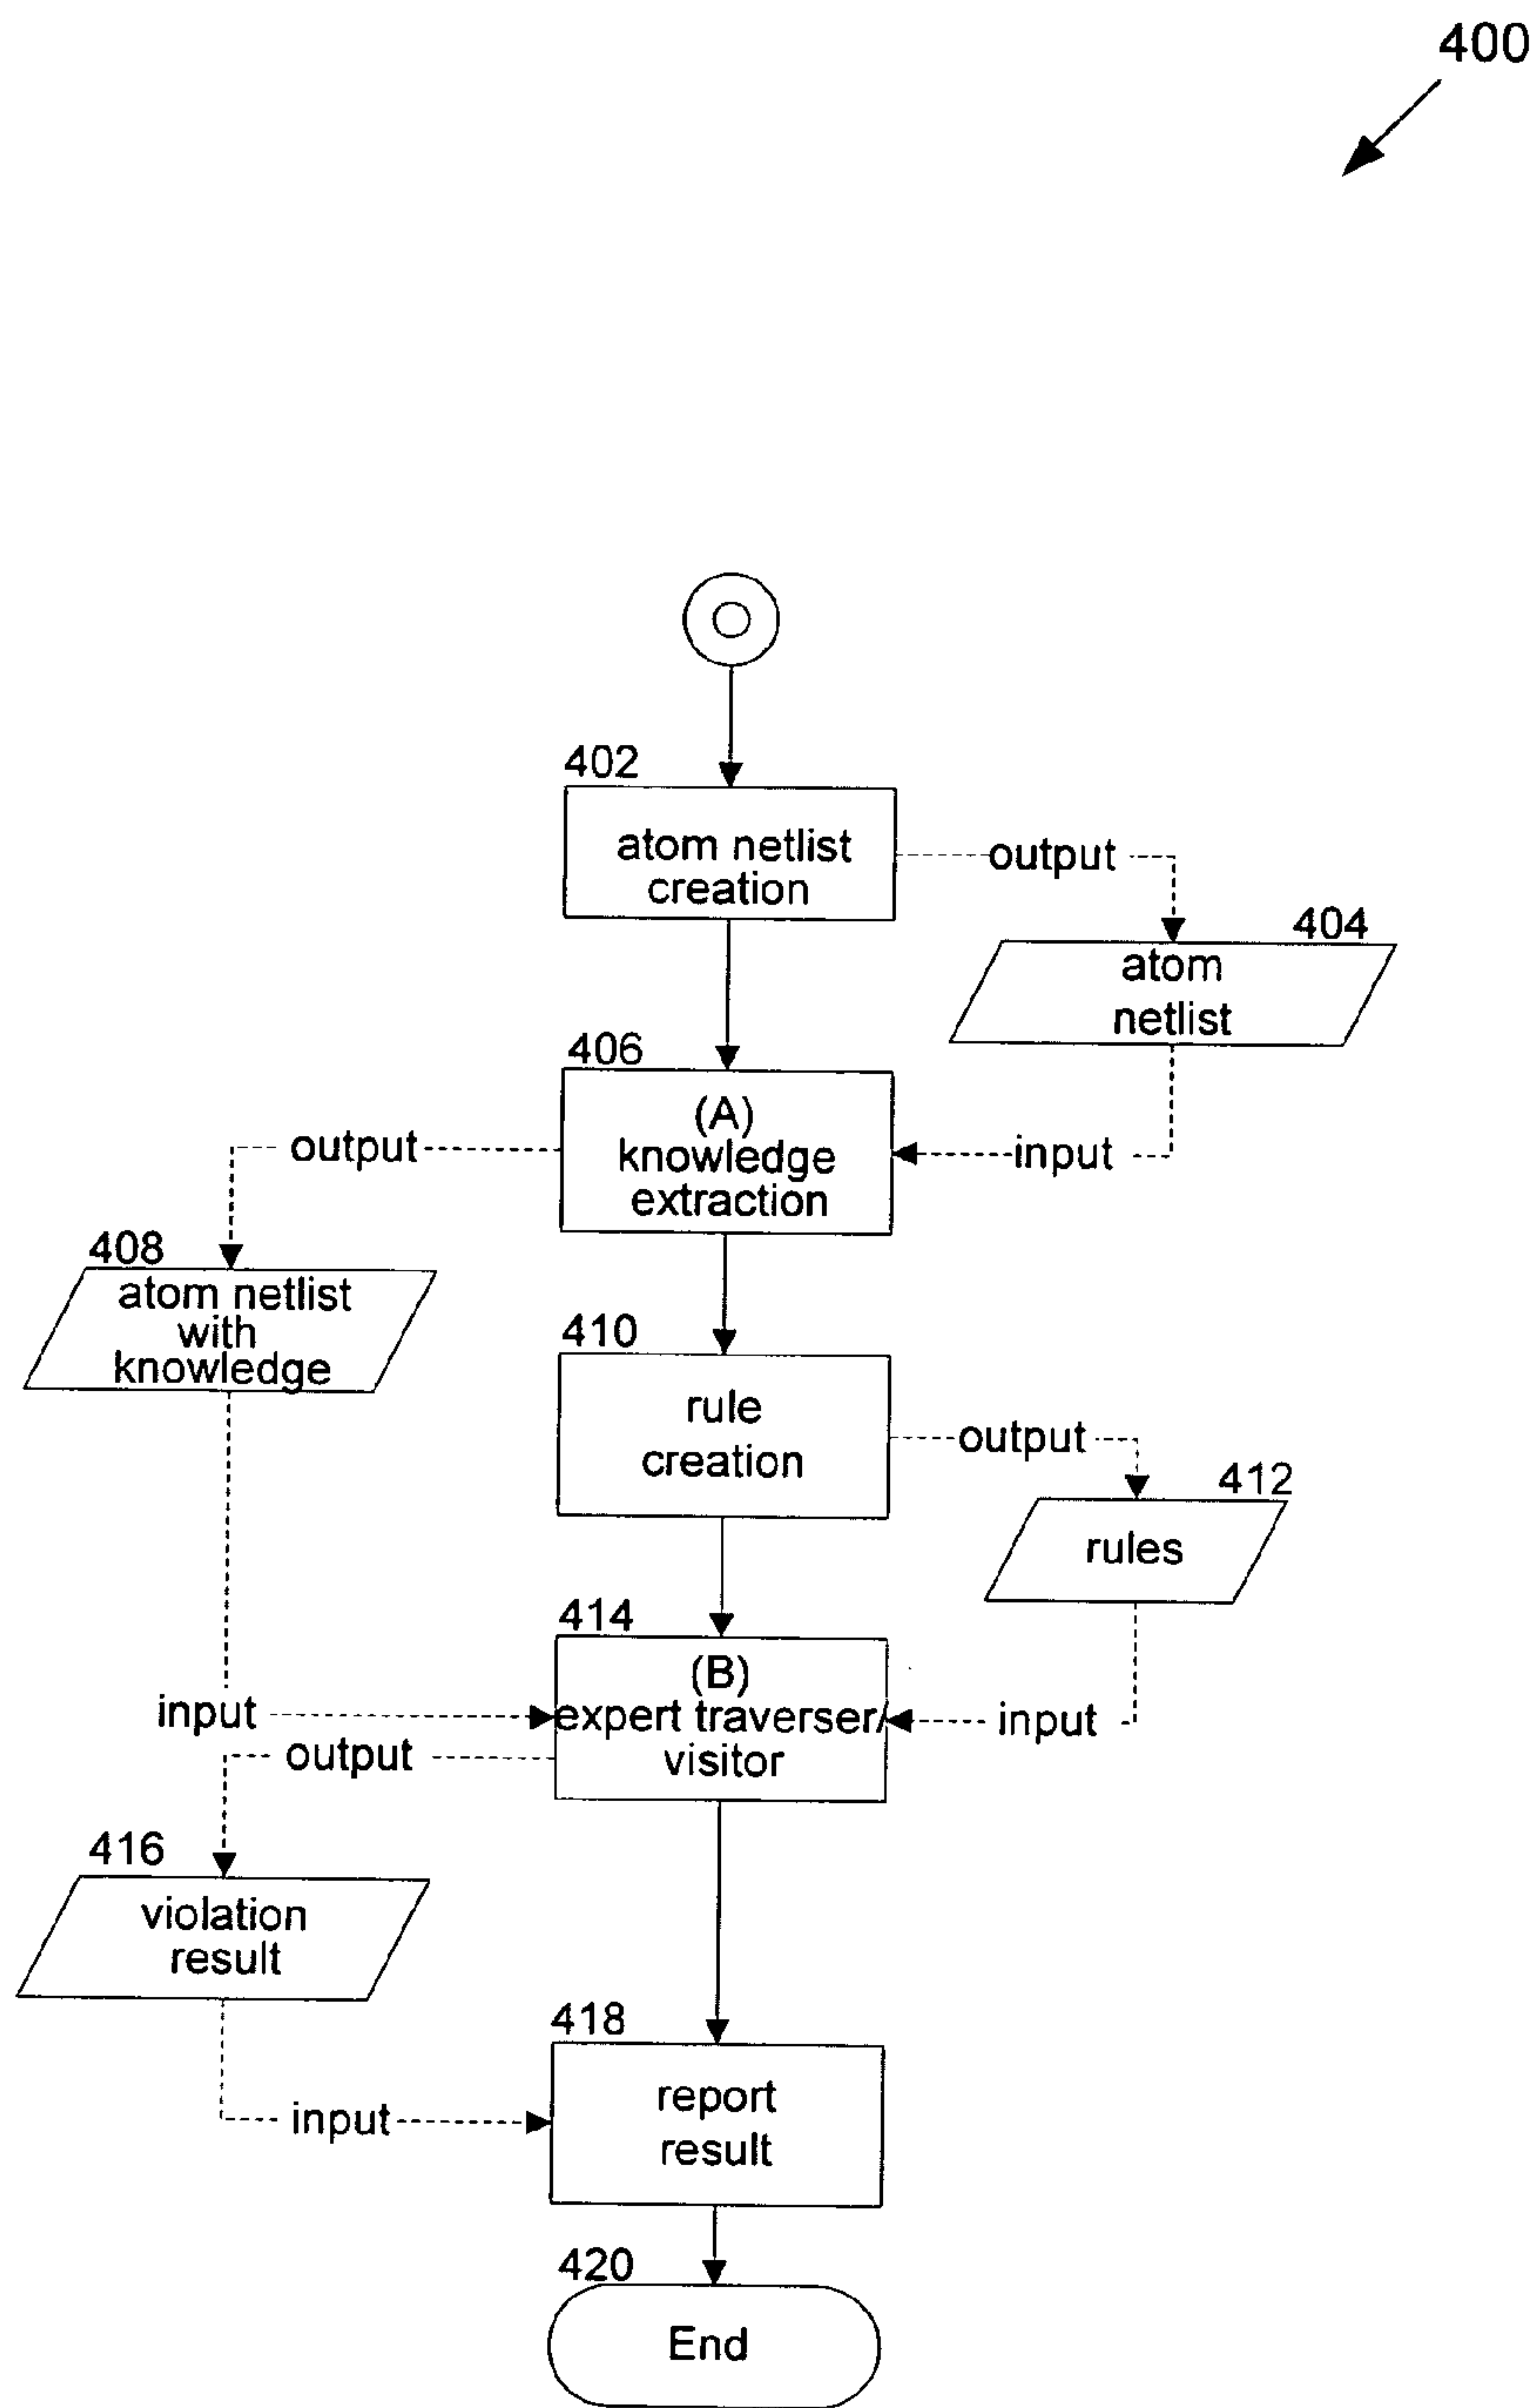 400
402
atom netlist
creation
output
404
atom
netlist
406
(A)
knowledge
extraction
output
input
408
atom netlist
with
knowledge
410
rule
creation
output
412
rules
414
(B)
expert traverser/
visitor
input
input
output
416
violation
result
418
report
result
input
420
End